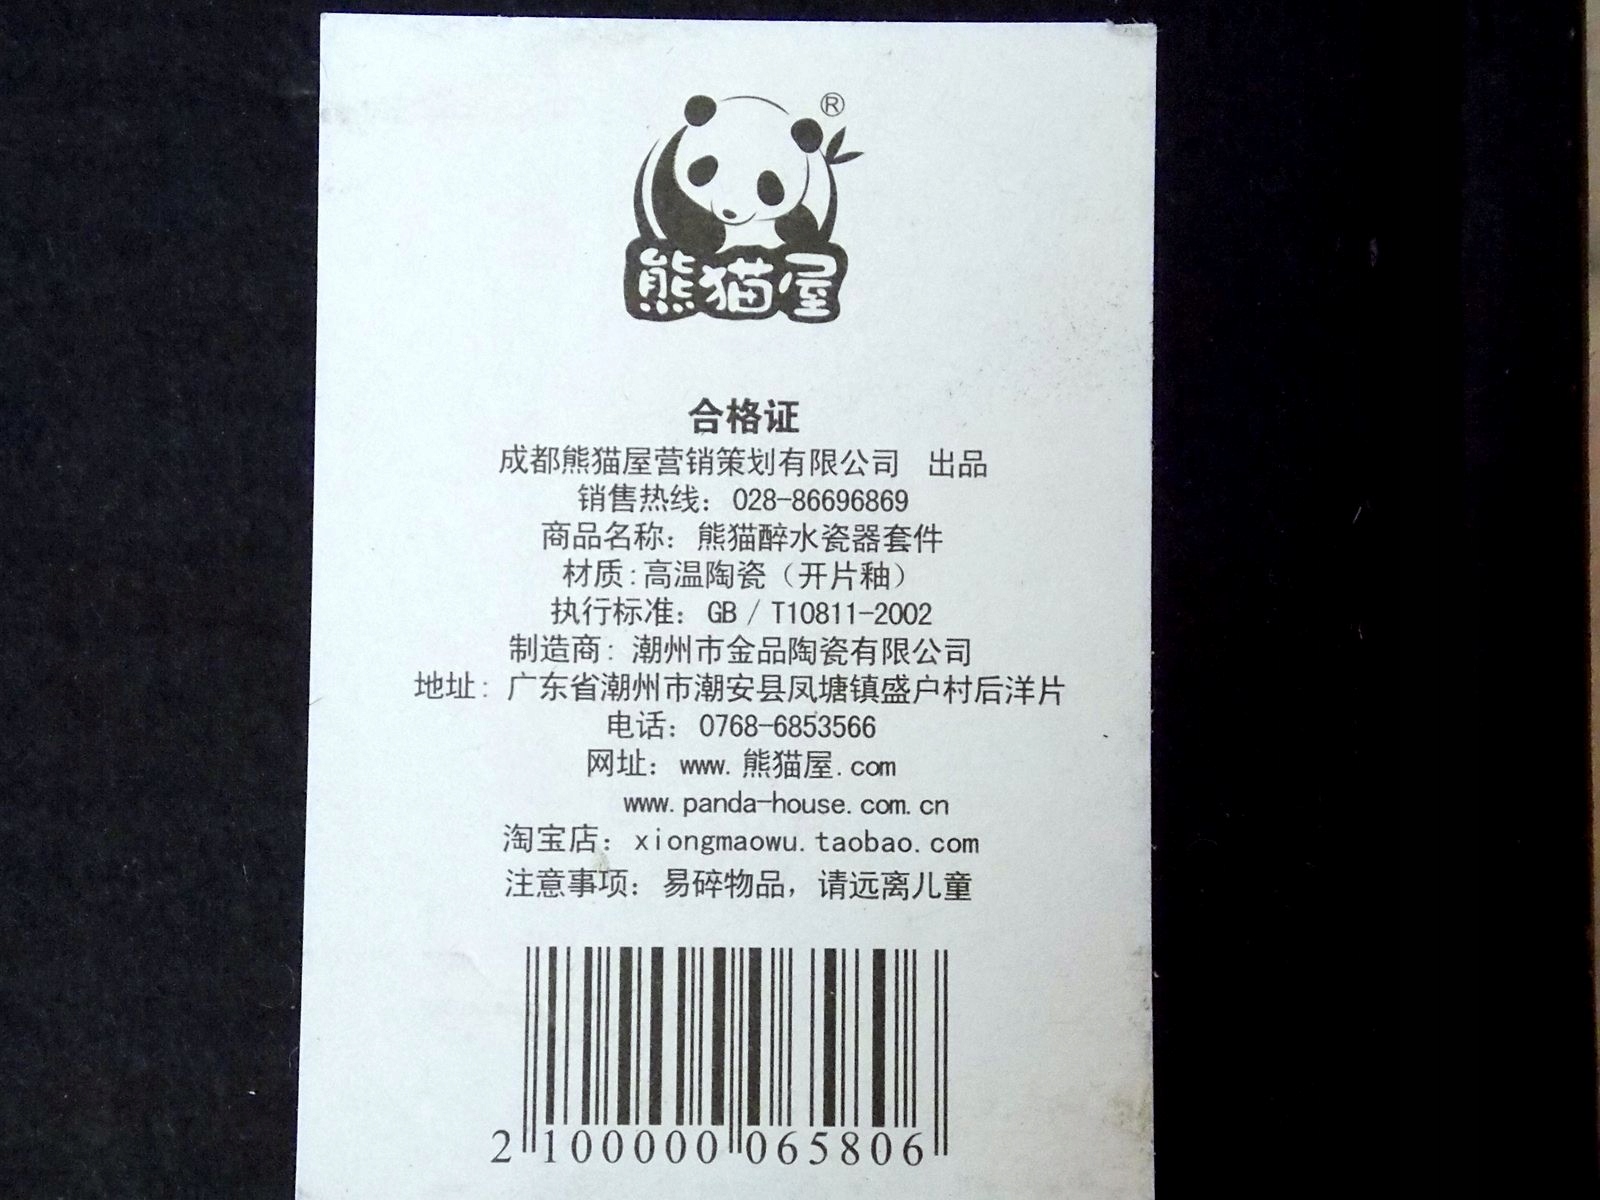 ®
熊猫屋
合格证
成都熊猫屋营销策划有限公司 出品
销售热线：028-86696869
商品名称：熊猫醉水瓷器套件
材质:高温陶瓷（开片釉）
执行标准：GB / T10811-2002
制造商: 潮州市金品陶瓷有限公司
地址: 广东省潮州市潮安县凤塘镇盛户村后洋片
电话：0768-6853566
网址：www.熊猫屋.com
www.panda-house.com.cn
淘宝店：xiongmaowu.taobao.com
注意事项：易碎物品，请远离儿童
2 100000 065806